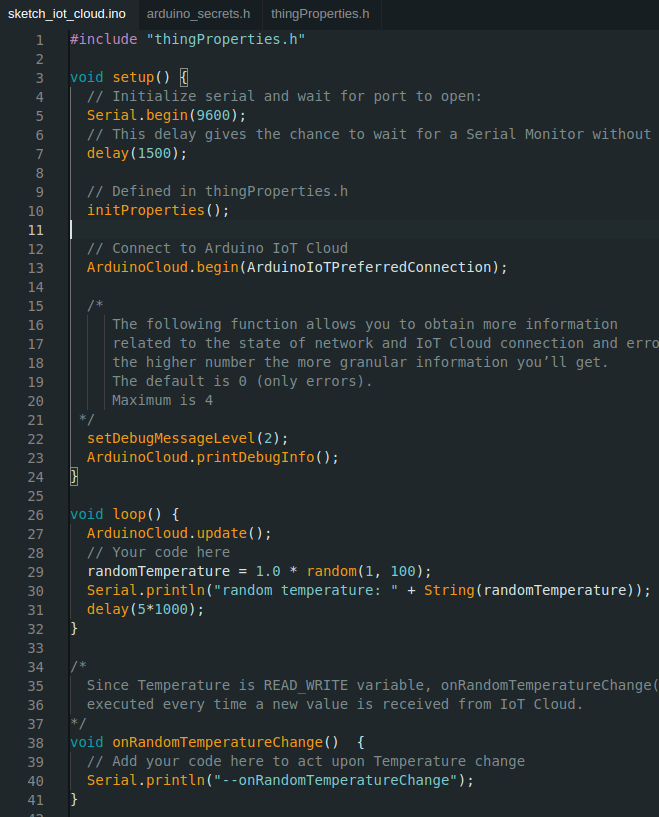 sketch_iot_cloud.ino arduino_secrets.h thingProperties.h
1 #include "thingProperties.h"
2
3 void setup() {
4 // Initialize serial and wait for port to open:
5 Serial.begin(9600);
6 // This delay gives the chance to wait for a Serial Monitor without
7 delay(1500);
8
9 // Defined in thingProperties.h
10 initProperties();
11
12 // Connect to Arduino IoT Cloud
13 ArduinoCloud.begin(ArduinoIoTPreferredConnection);
14
15 /*
16 The following function allows you to obtain more information
17 related to the state of network and IoT Cloud connection and erro
18 the higher number the more granular information you’ll get.
19 The default is 0 (only errors).
20 Maximum is 4
21 */
22 setDebugMessageLevel(2);
23 ArduinoCloud.printDebugInfo();
24 }
25
26 void loop() {
27 ArduinoCloud.update();
28 // Your code here
29 randomTemperature = 1.0 * random(1, 100);
30 Serial.println("random temperature: " + String(randomTemperature));
31 delay(5*1000);
32 }
33
34 /*
35 Since Temperature is READ_WRITE variable, onRandomTemperatureChange(
36 executed every time a new value is received from IoT Cloud.
37 */
38 void onRandomTemperatureChange()  {
39 // Add your code here to act upon Temperature change
40 Serial.println("--onRandomTemperatureChange");
41 }